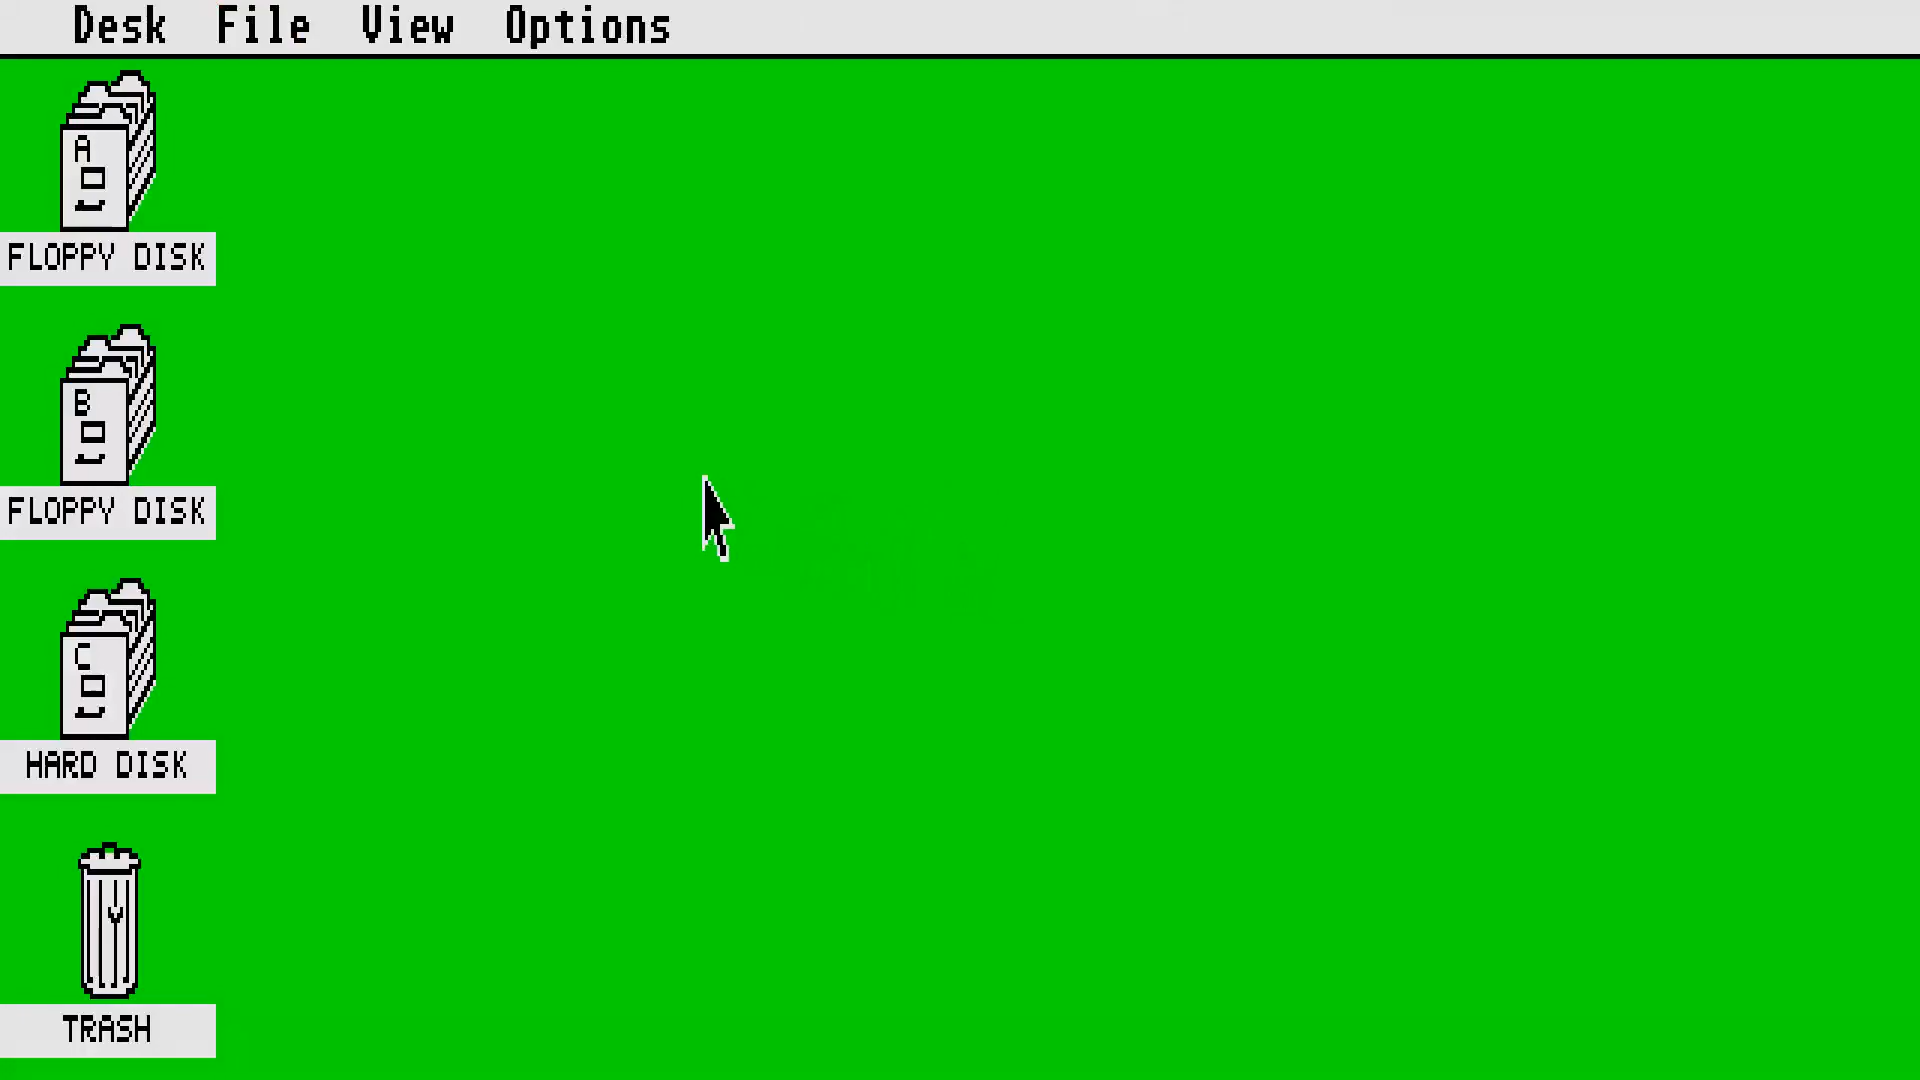 Desk File View Options
A
FLOPPY DISK
B
FLOPPY DISK
C
HARD DISK
TRASH